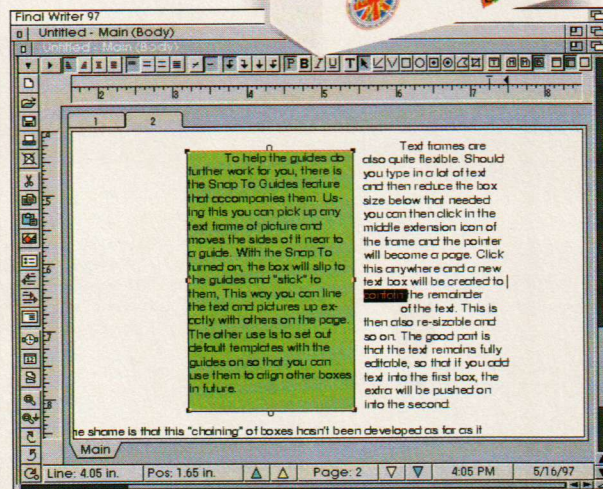 Final Writer 97
Untitled - Main (Body)
Untitled - Main (Body)
P B I U T
2 3 4 5 6 7 8
1 2
To help the guides do
further work for you, there is
the Snap To Guides feature
that accompanies them. Us-
ing this you can pick up any
text frame of picture and
moves the sides of it near to
a guide. With the Snap To
turned on, the box will slip to
the guides and "stick" to
them, This way you can line
the text and pictures up ex-
actly with others on the page.
The other use is to set out
default templates with the
guides on so that you can
use them to align other boxes
in future.
Text frames are
also quite flexible. Should
you type in a lot of text
and then reduce the box
size below that needed
you can then click in the
middle extension icon of
the frame and the pointer
will become a page. Click
this anywhere and a new
text box will be created to
contain the remainder
of the text. This is
then also re-sizable and
so on. The good part is
that the text remains fully
editable, so that if you add
text into the first box, the
extra will be pushed on
into the second.
he shame is that this "chaining" of boxes hasn't been developed as far as it
Main
Line: 4.05 in. Pos: 1.65 in. Page: 2 4:05 PM 5/16/97